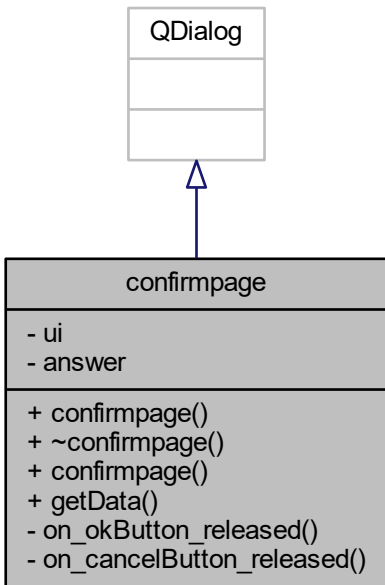 QDialog
confirmpage
- ui
- answer
+ confirmpage()
+ ~confirmpage()
+ confirmpage()
+ getData()
- on_okButton_released()
- on_cancelButton_released()